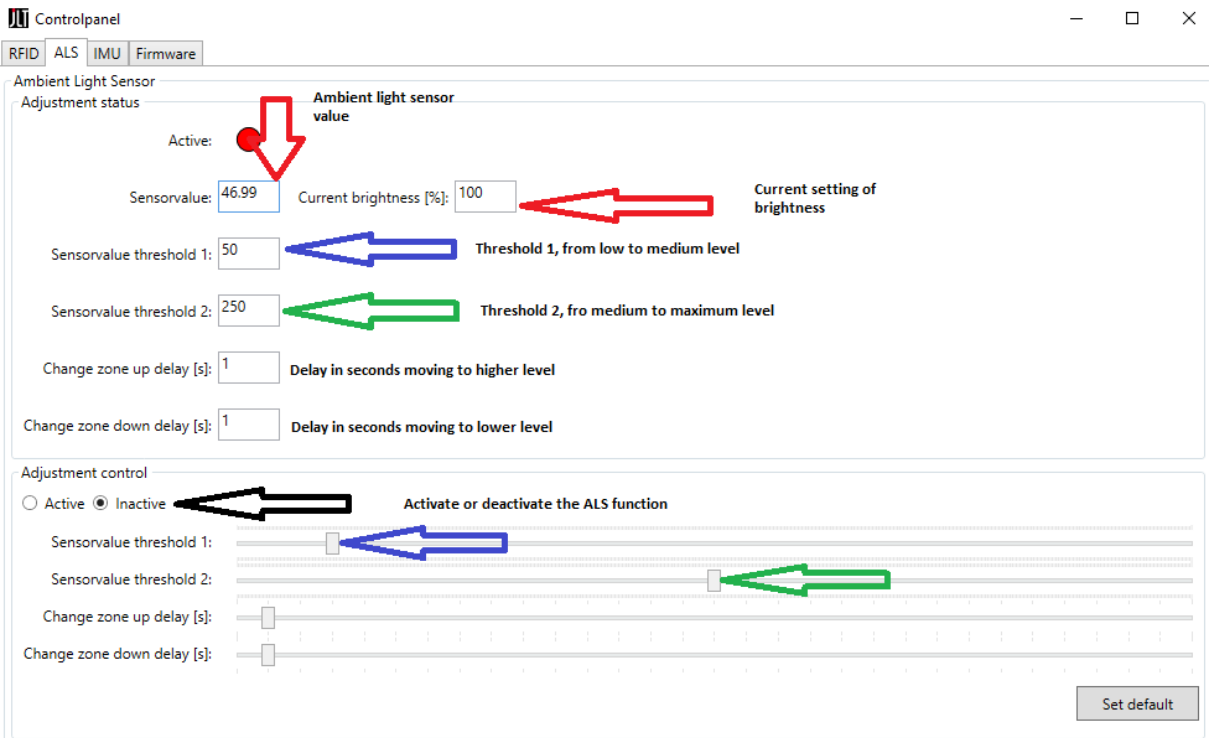 JLT Controlpanel
RFID ALS IMU Firmware
Ambient Light Sensor
Adjustment status
Ambient light sensor
value
Active:
Sensorvalue: 46.99 Current brightness [%]: 100
Current setting of
brightness
Sensorvalue threshold 1: 50 Threshold 1, from low to medium level
Sensorvalue threshold 2: 250 Threshold 2, fro medium to maximum level
Change zone up delay [s]: 1 Delay in seconds moving to higher level
Change zone down delay [s]: 1 Delay in seconds moving to lower level
Adjustment control
Active Inactive Activate or deactivate the ALS function
Sensorvalue threshold 1:
Sensorvalue threshold 2:
Change zone up delay [s]:
Change zone down delay [s]:
Set default